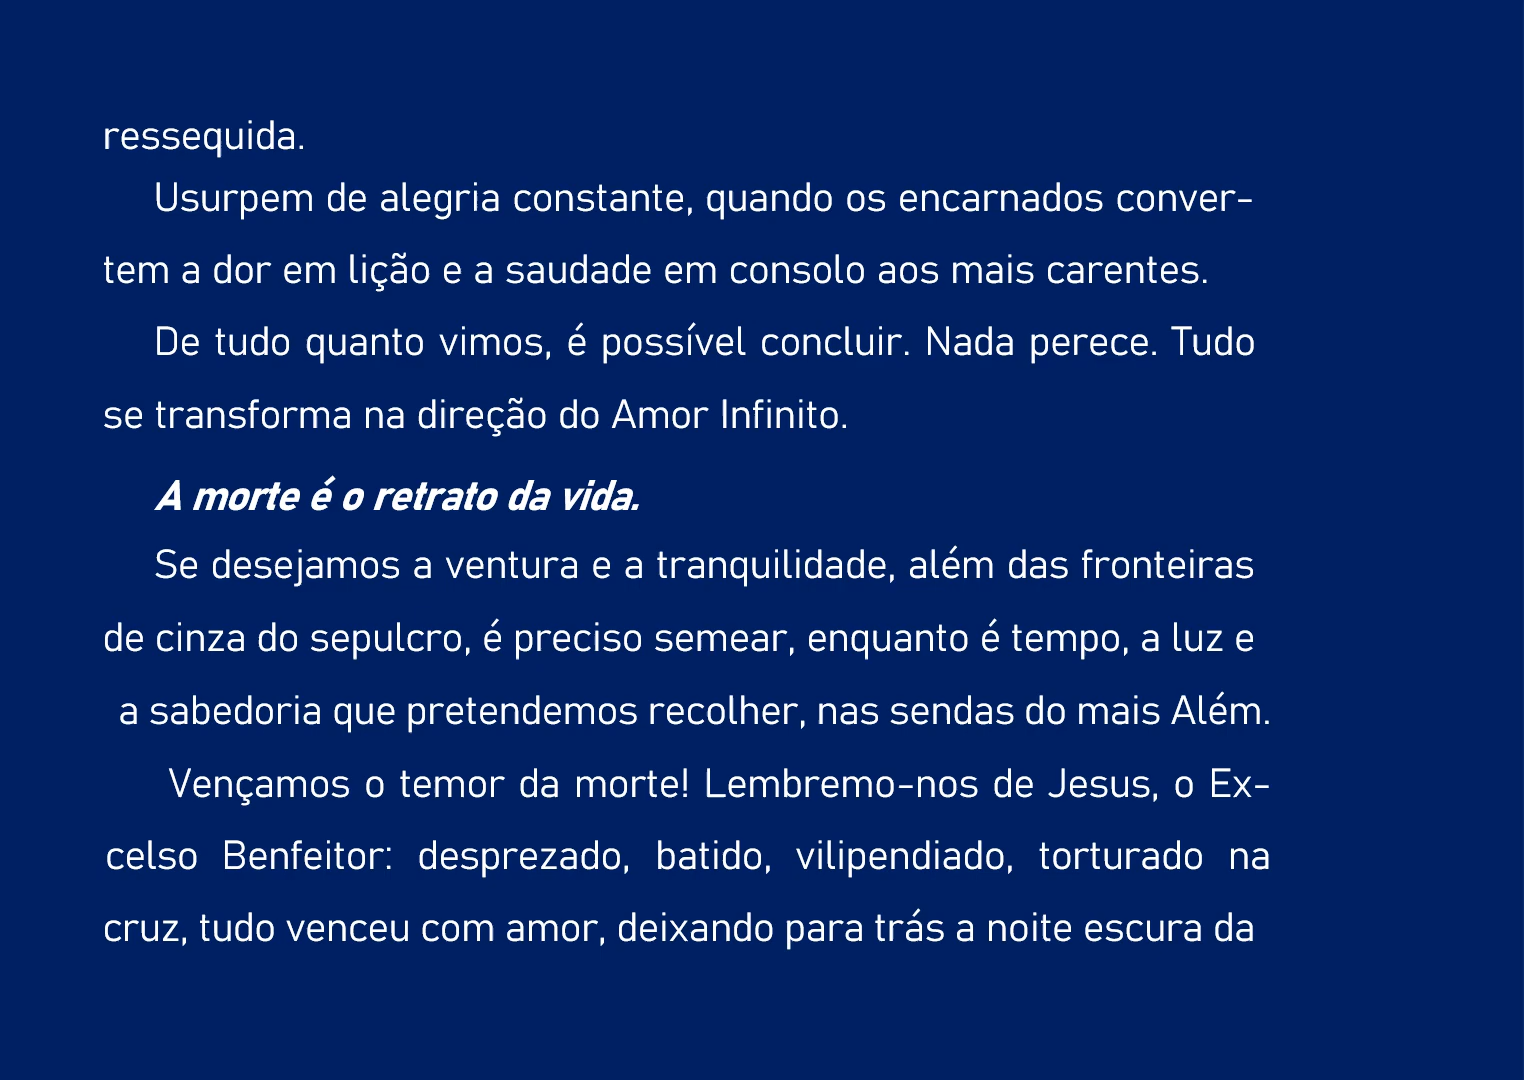 ressequida.
Usurpem de alegria constante, quando os encarnados conver-
tem a dor em lição e a saudade em consolo aos mais carentes.
De tudo quanto vimos, é possível concluir. Nada perece. Tudo
se transforma na direção do Amor Infinito.
A morte é o retrato da vida.
Se desejamos a ventura e a tranquilidade, além das fronteiras
de cinza do sepulcro, é preciso semear, enquanto é tempo, a luz e
a sabedoria que pretendemos recolher, nas sendas do mais Além.
Vençamos o temor da morte! Lembremo-nos de Jesus, o Ex-
celso Benfeitor: desprezado, batido, vilipendiado, torturado na
cruz, tudo venceu com amor, deixando para trás a noite escura da